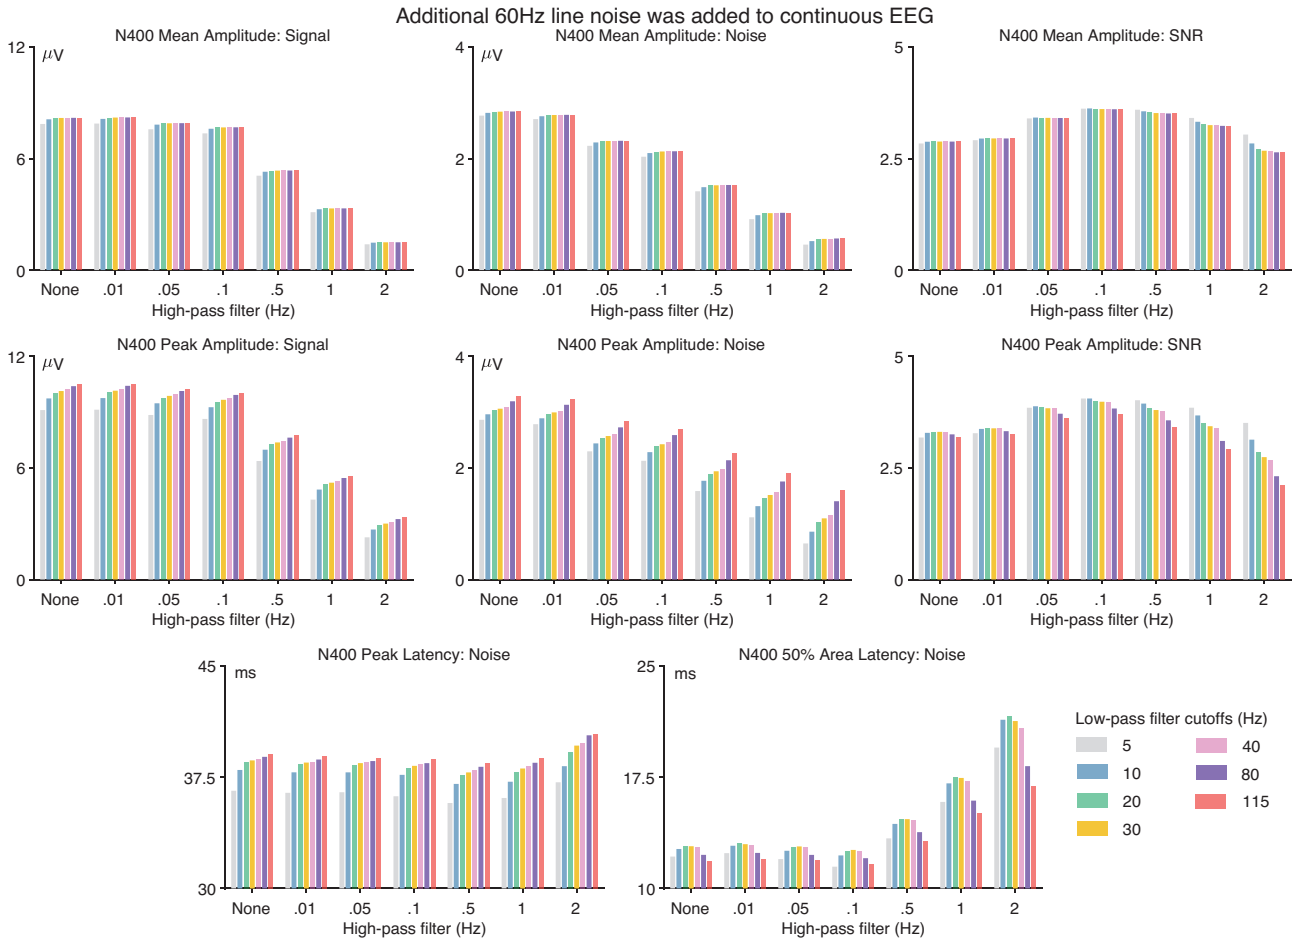 Additional 60Hz line noise was added to continuous EEG
N400 Mean Amplitude: Signal
12
μV
6
0
None .01 .05 .1 .5 1 2
High-pass filter (Hz)
N400 Mean Amplitude: Noise
4
μV
2
0
None .01 .05 .1 .5 1 2
High-pass filter (Hz)
N400 Mean Amplitude: SNR
5
2.5
0
None .01 .05 .1 .5 1 2
High-pass filter (Hz)
N400 Peak Amplitude: Signal
12
μV
6
0
None .01 .05 .1 .5 1 2
High-pass filter (Hz)
N400 Peak Amplitude: Noise
4
μV
2
0
None .01 .05 .1 .5 1 2
High-pass filter (Hz)
N400 Peak Amplitude: SNR
5
2.5
0
None .01 .05 .1 .5 1 2
High-pass filter (Hz)
N400 Peak Latency: Noise
45
ms
37.5
30
None .01 .05 .1 .5 1 2
High-pass filter (Hz)
N400 50% Area Latency: Noise
25
ms
17.5
10
None .01 .05 .1 .5 1 2
High-pass filter (Hz)
Low-pass filter cutoffs (Hz)
5 40
10 80
20 115
30